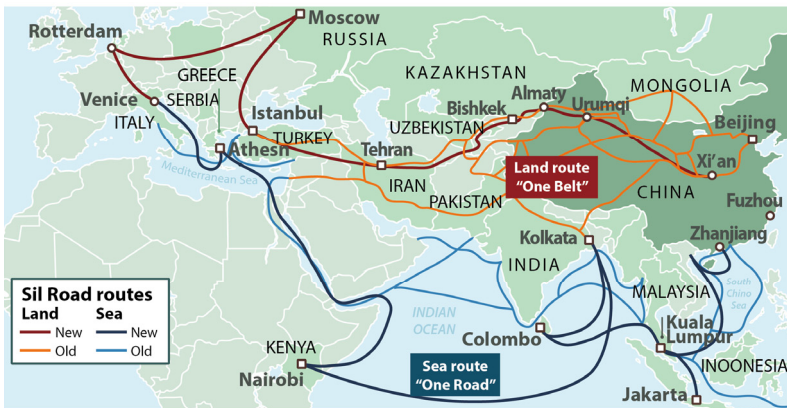 Moscow
Rotterdam
RUSSIA
GREECE
KAZAKHSTAN
MONGOLIA
Venice
SERBIA
Almaty
Urumqi
Bishkek
ITALY
Istanbul
UZBEKISTAN
Beijing
TURKEY
Athesn
Tehran
Xi'an
Mediterranean Sea
Land route
"One Belt"
IRAN
CHINA
PAKISTAN
Fuzhou
Kolkata
Zhanjiang
INDIA
Sil Road routes
Land Sea
New New
Old Old
MALAYSIA
South
China Sea
INDIAN
OCEAN
Colombo
Kuala
Lumpur
KENYA
Sea route
"One Road"
INOONESIA
Nairobi
Jakarta